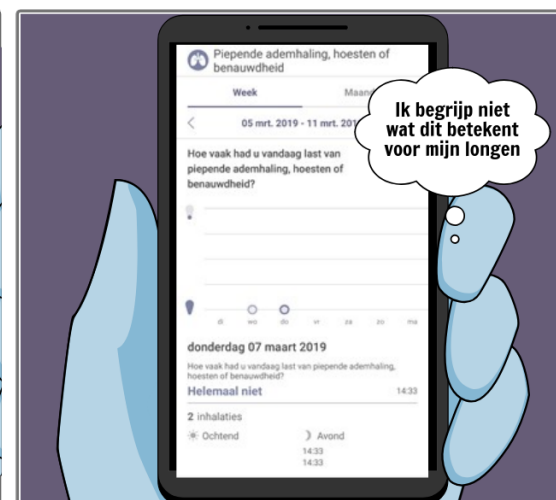 Piepende ademhaling, hoesten of
benauwdheid
Week
05 mrt. 2019 - 11 mrt.
Ik begrijp niet
wat dit betekent
voor mijn longen
Hoe vaak had u vandaag last van
piepende ademhaling, hoesten of
benauwdheid?
di wo do vr za zo ma
donderdag 07 maart 2019
Hoe vaak had u vandaag last van piepende ademhaling,
hoesten of benauwdheid?
Helemaal niet 14:33
2 inhalaties
Ochtend Avond
14:33
14:33